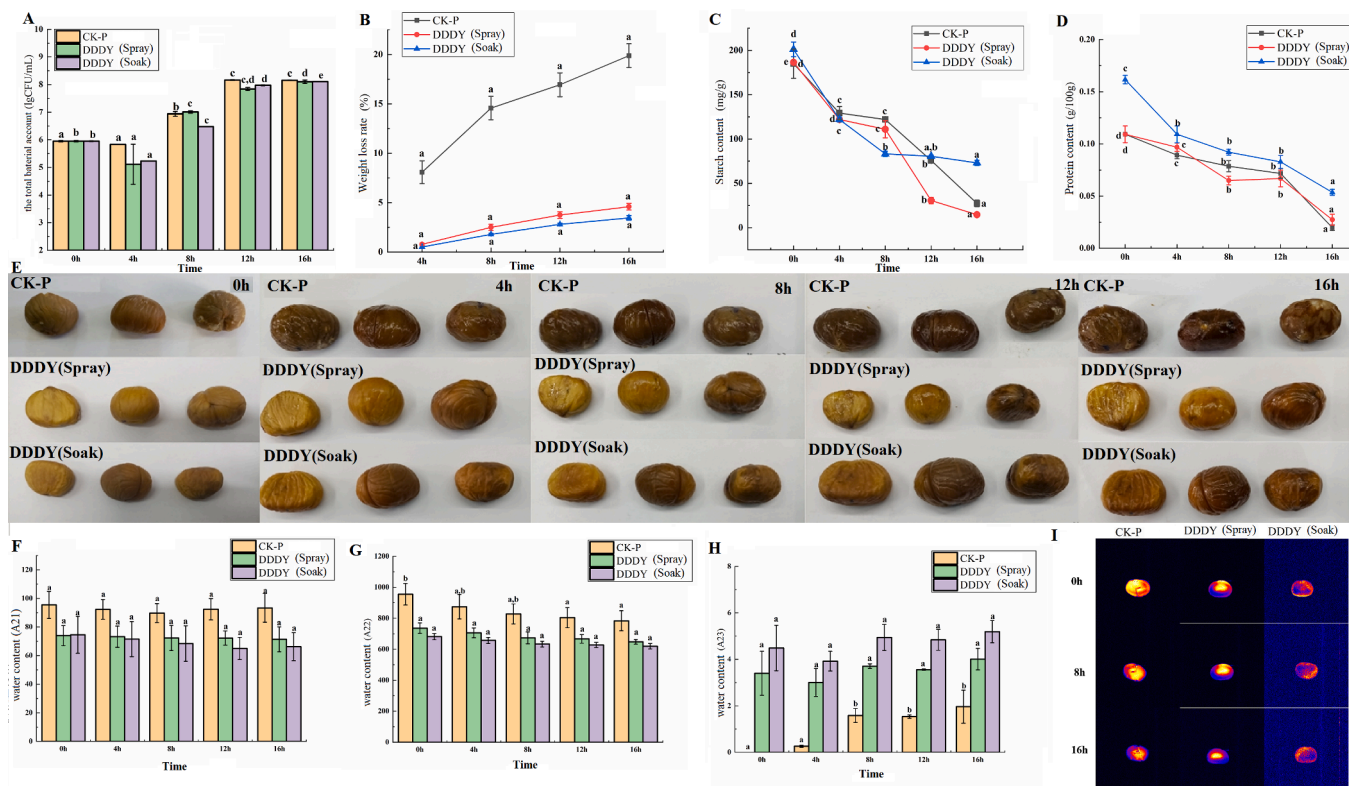 A
CK-P
DDDY (Spray)
DDDY (Soak)
the total baterial account (lgCFU/mL)
9
8
7
6
5
4
3
2
a b b
a a a
b c c
c c,d d
c d e
0h 4h 8h 12h 16h
Time
B
CK-P
DDDY (Spray)
DDDY (Soak)
Weight loss rate (%)
20
15
10
5
0
a a a a
a a a a
a a a a
4h 8h 12h 16h
Time
C
CK-P
DDDY (Spray)
DDDY (Soak)
Starch content (mg/g)
200
150
100
50
0
d
e d
c c
d c
c b
a,b a
b b
a a
0h 4h 8h 12h 16h
Time
D
CK-P
DDDY (Spray)
DDDY (Soak)
Protein content (g/100g)
0.20
0.15
0.10
0.05
0.00
c
d d
b c c
b b b
b b b
a a a
0h 4h 8h 12h 16h
Time
E
CK-P 0h
CK-P 4h
CK-P 8h
CK-P 12h
CK-P 16h
DDDY(Spray)
DDDY(Spray)
DDDY(Spray)
DDDY(Spray)
DDDY(Spray)
DDDY(Soak)
DDDY(Soak)
DDDY(Soak)
DDDY(Soak)
DDDY(Soak)
F
CK-P
DDDY (Spray)
DDDY (Soak)
water content (A21)
120
100
80
60
40
20
0
a a a
a a a
a a a
a a a
a a a
0h 4h 8h 12h 16h
Time
G
CK-P
DDDY (Spray)
DDDY (Soak)
water content (A22)
1200
1000
800
600
400
200
0
b a a
a,b a a
a,b a a
a a a
a a a
0h 4h 8h 12h 16h
Time
H
CK-P
DDDY (Spray)
DDDY (Soak)
water content (A23)
6
4
2
0
a a a
a a a
b a a
b a a
b a a
0h 4h 8h 12h 16h
Time
I
CK-P DDDY (Spray) DDDY (Soak)
0h
8h
16h